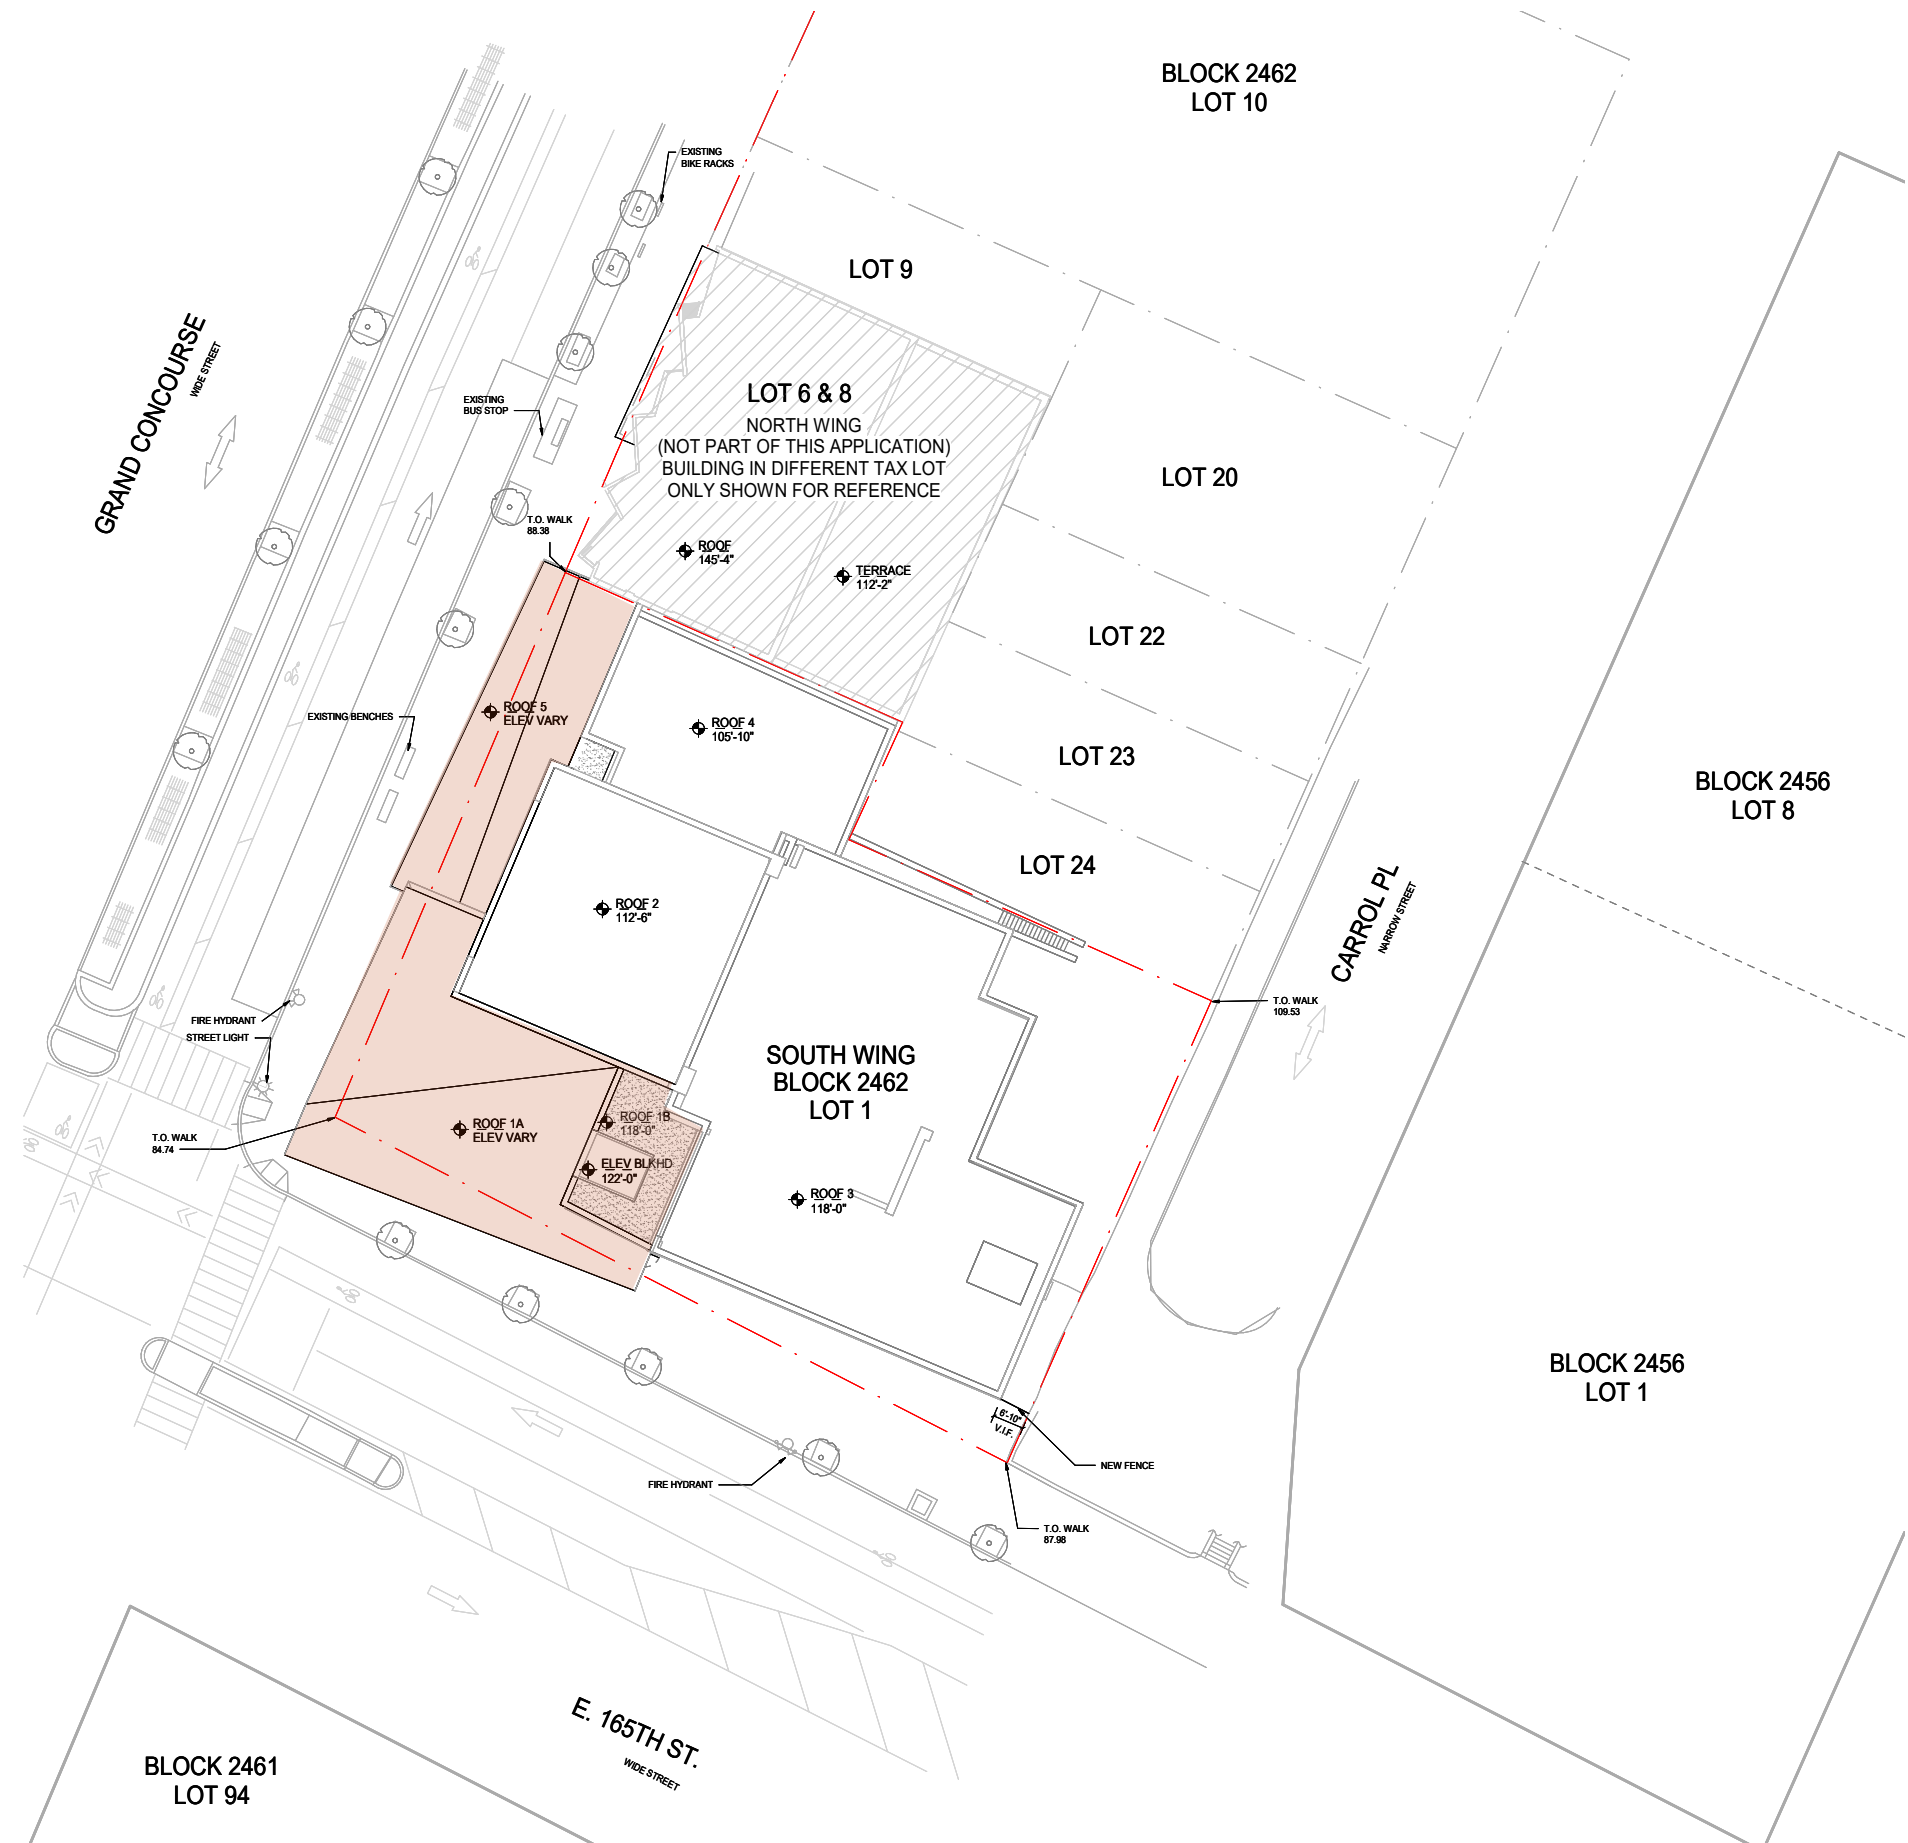 BLOCK 2462
LOT 10
EXISTING
BIKE RACKS
LOT 9
GRAND CONCOURSE
WIDE STREET
EXISTING
BUS STOP
LOT 6 & 8
NORTH WING
(NOT PART OF THIS APPLICATION)
BUILDING IN DIFFERENT TAX LOT
ONLY SHOWN FOR REFERENCE
LOT 20
T.O. WALK
88.38
ROOF
145'-4"
TERRACE
112'-2"
LOT 22
ROOF 5
ELEV VARY
EXISTING BENCHES
ROOF 4
105'-10"
LOT 23
BLOCK 2456
LOT 8
LOT 24
CARROL PL
NARROW STREET
ROOF 2
112'-6"
T.O. WALK
109.53
FIRE HYDRANT
STREET LIGHT
SOUTH WING
BLOCK 2462
LOT 1
ROOF 1B
118'-0"
ROOF 1A
ELEV VARY
T.O. WALK
84.74
ELEV BLKHD
122'-0"
ROOF 3
118'-0"
BLOCK 2456
LOT 1
6'-10"
V.I.F.
NEW FENCE
FIRE HYDRANT
T.O. WALK
87.98
E. 165TH ST.
WIDE STREET
BLOCK 2461
LOT 94